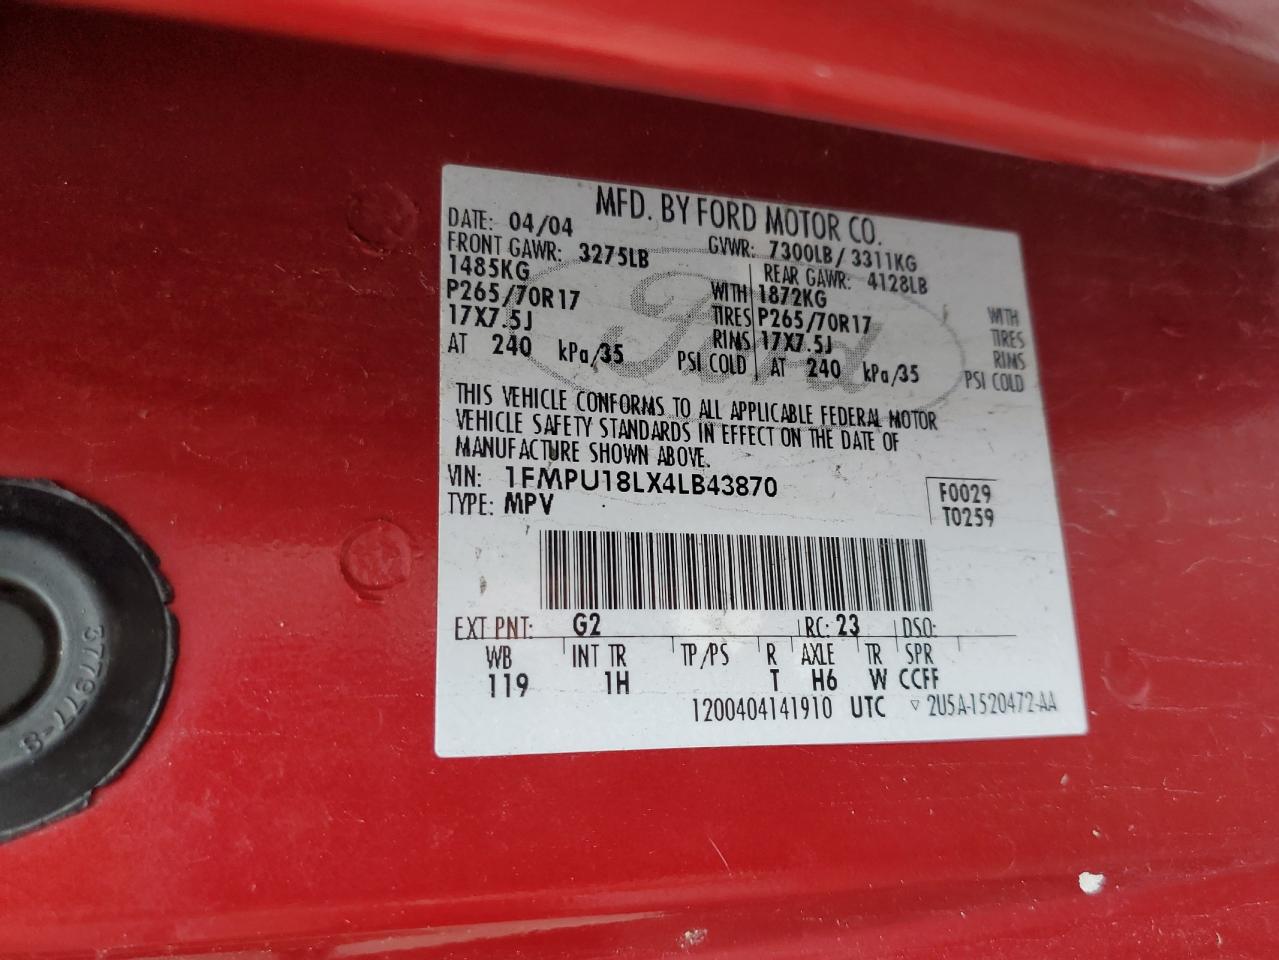 MFD. BY FORD MOTOR CO.
DATE: 04/04 GVWR: 7300LB / 3311KG
FRONT GAWR: 3275LB REAR GAWR: 4128LB
1485KG WITH 1872KG WITH
P265/70R17 TIRES P265/70R17 TIRES
17X7.5J RIMS 17X7.5J RIMS
AT 240 kPa/35 PSI COLD AT 240 kPa/35 PSI COLD
Ford
THIS VEHICLE CONFORMS TO ALL APPLICABLE FEDERAL MOTOR
VEHICLE SAFETY STANDARDS IN EFFECT ON THE DATE OF
MANUFACTURE SHOWN ABOVE.
VIN: 1FMPU18LX4LB43870 F0029
TYPE: MPV T0259
EXT PNT: G2 RC: 23 DSO:
WB INT TR TP/PS R AXLE TR SPR
119 1H T H6 W CCFF
1200404141910 UTC ▽ 2U5A-1520472-AA
377977-S